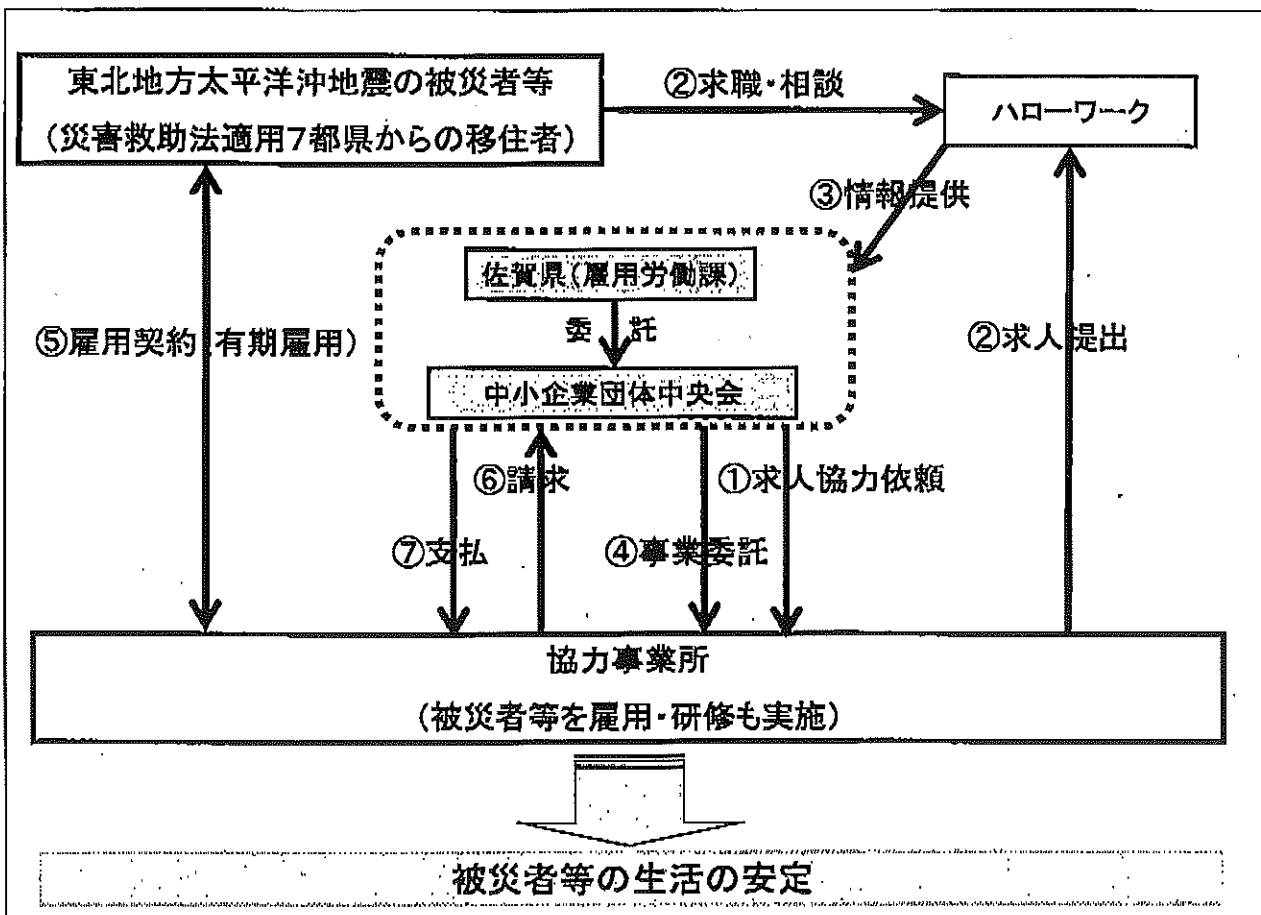 東北地方太平洋沖地震の被災者等
(災害救助法適用7都県からの移住者)
②求職・相談
ハローワーク
③情報提供
佐賀県(雇用労働課)
委託
中小企業団体中央会
⑤雇用契約(有期雇用)
②求人提出
⑥請求
①求人協力依頼
⑦支払
④事業委託
協力事業所
(被災者等を雇用・研修も実施)
被災者等の生活の安定